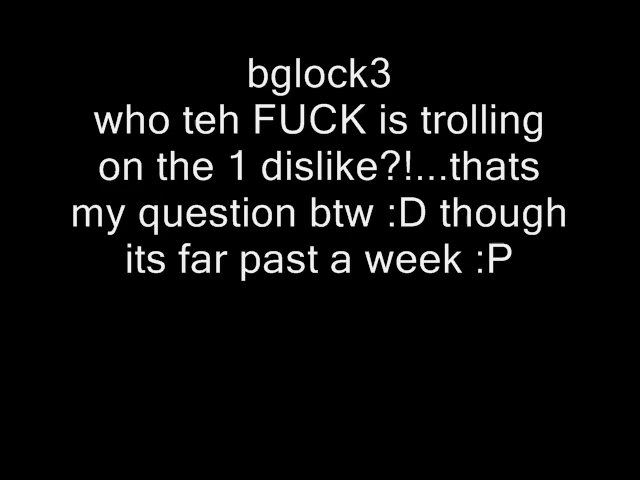 bglock3
who teh FUCK is trolling
on the 1 dislike?!...thats
my question btw :D though
its far past a week :P